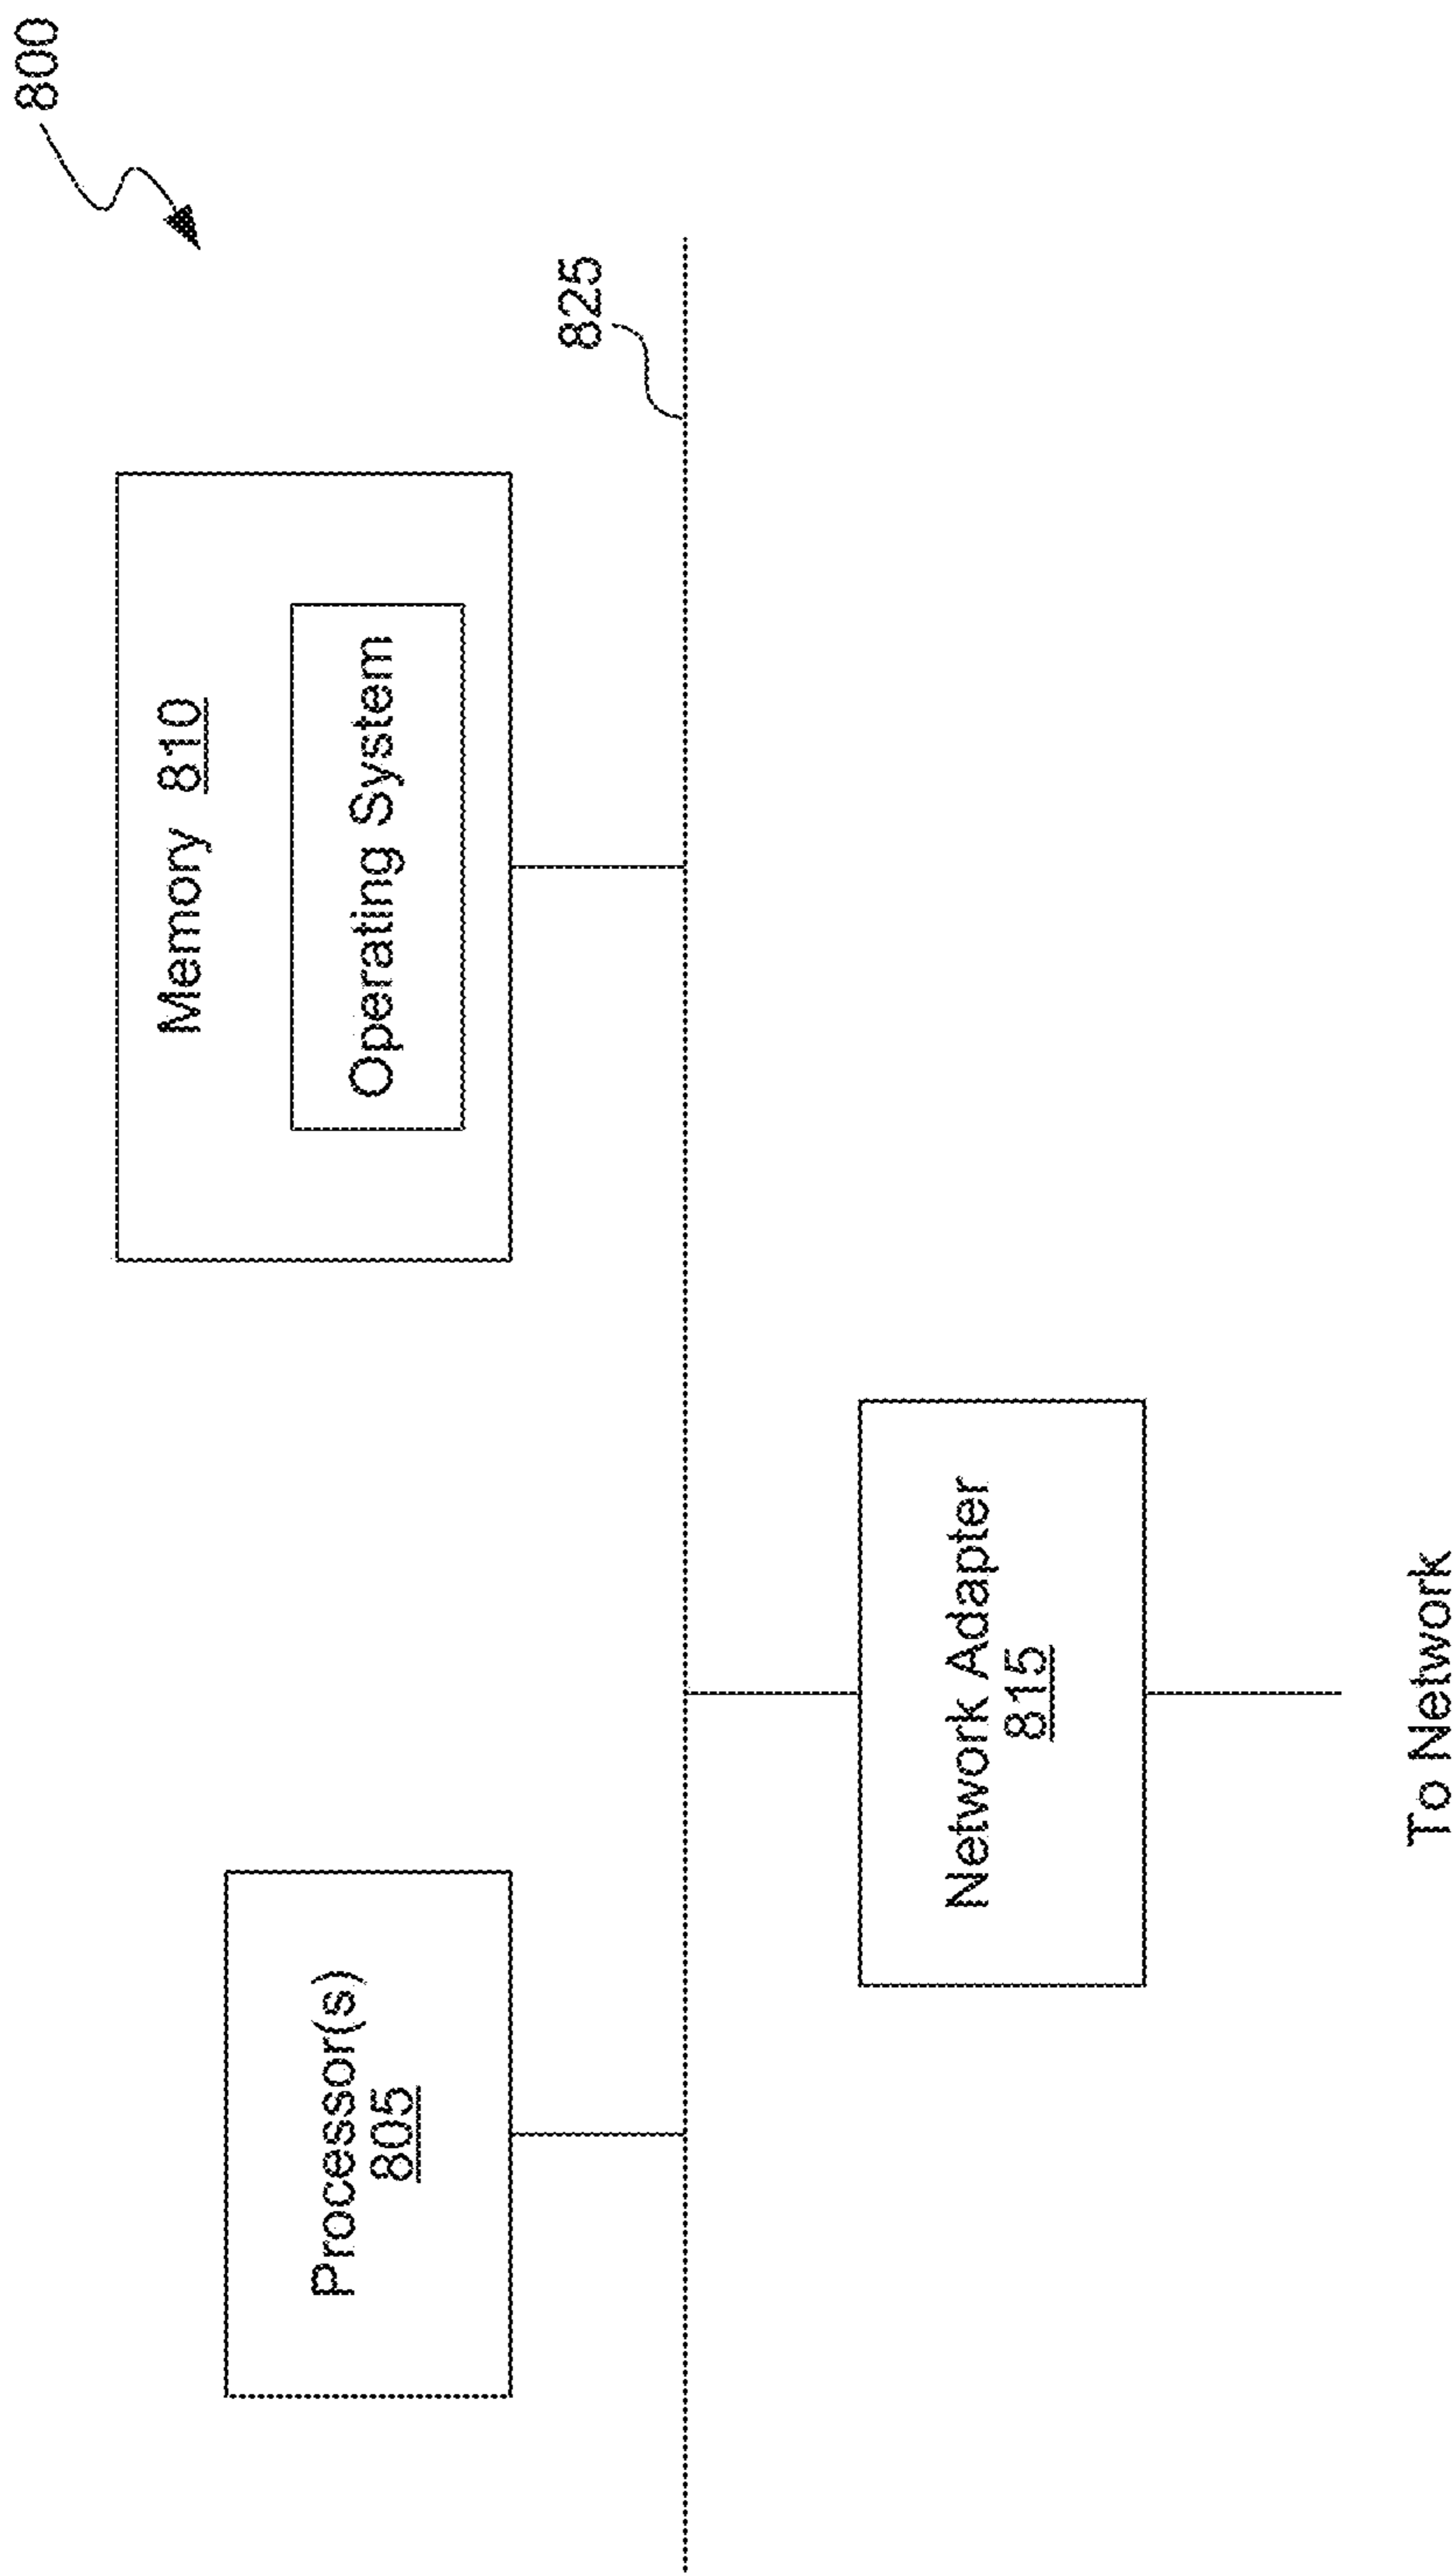 800
Memory 810
Operating System
825
Processor(s)
805
Network Adapter
815
To Network